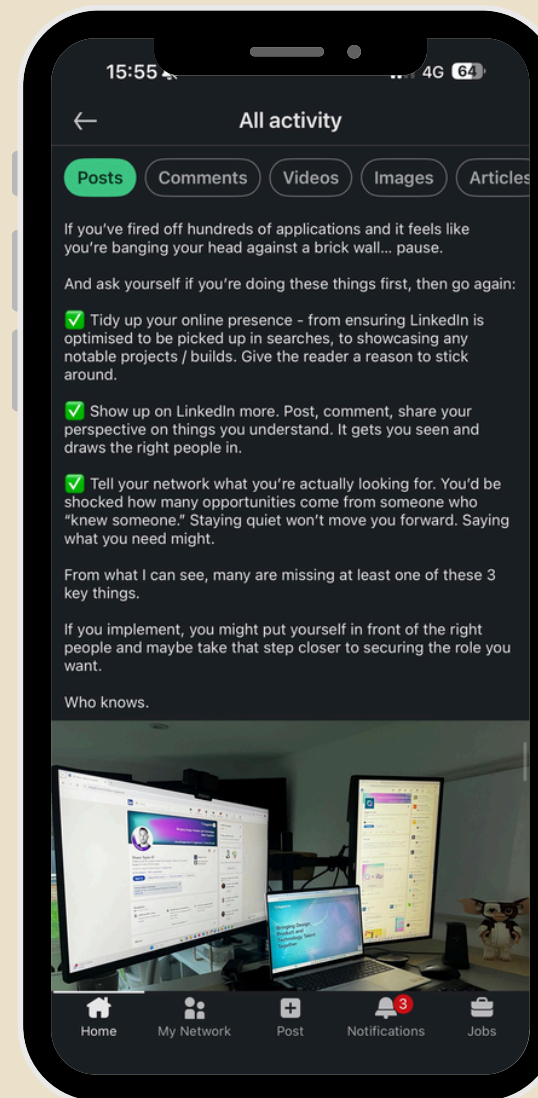 15:55
4G 64
All activity
Posts Comments Videos Images Articles
If you’ve fired off hundreds of applications and it feels like
you’re banging your head against a brick wall... pause.
And ask yourself if you’re doing these things first, then go again:
✅ Tidy up your online presence - from ensuring LinkedIn is
optimised to be picked up in searches, to showcasing any
notable projects / builds. Give the reader a reason to stick
around.
✅ Show up on LinkedIn more. Post, comment, share your
perspective on things you understand. It gets you seen and
draws the right people in.
✅ Tell your network what you’re actually looking for. You’d be
shocked how many opportunities come from someone who
“knew someone.” Staying quiet won’t move you forward. Saying
what you need might.
From what I can see, many are missing at least one of these 3
key things.
If you implement, you might put yourself in front of the right
people and maybe take that step closer to securing the role you
want.
Who knows.
Bringing Design,
Product and
Technology Talent
Together
3
Home My Network Post Notifications Jobs